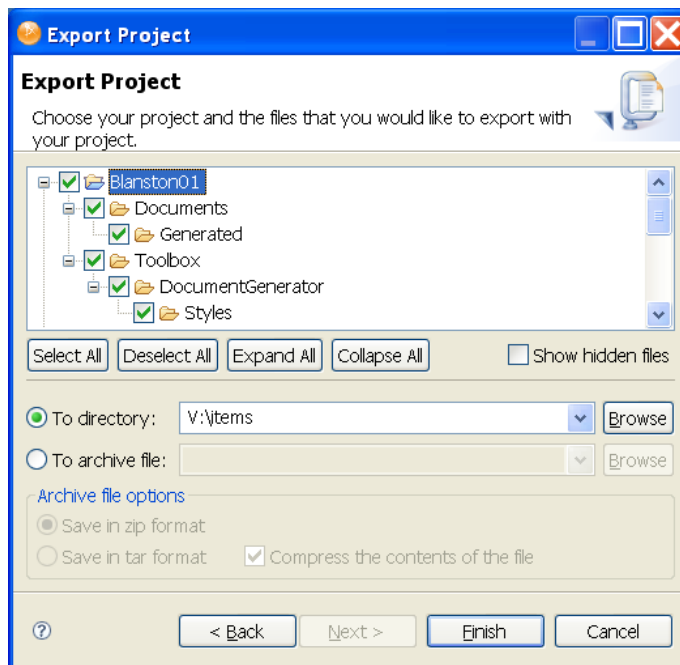 Export Project
Export Project
Choose your project and the files that you would like to export with
your project.
Blanston01
Documents
Generated
Toolbox
DocumentGenerator
Styles
Select All Deselect All Expand All Collapse All Show hidden files
To directory: V:\items Browse
To archive file: Browse
Archive file options
Save in zip format
Save in tar format Compress the contents of the file
< Back Next > Finish Cancel